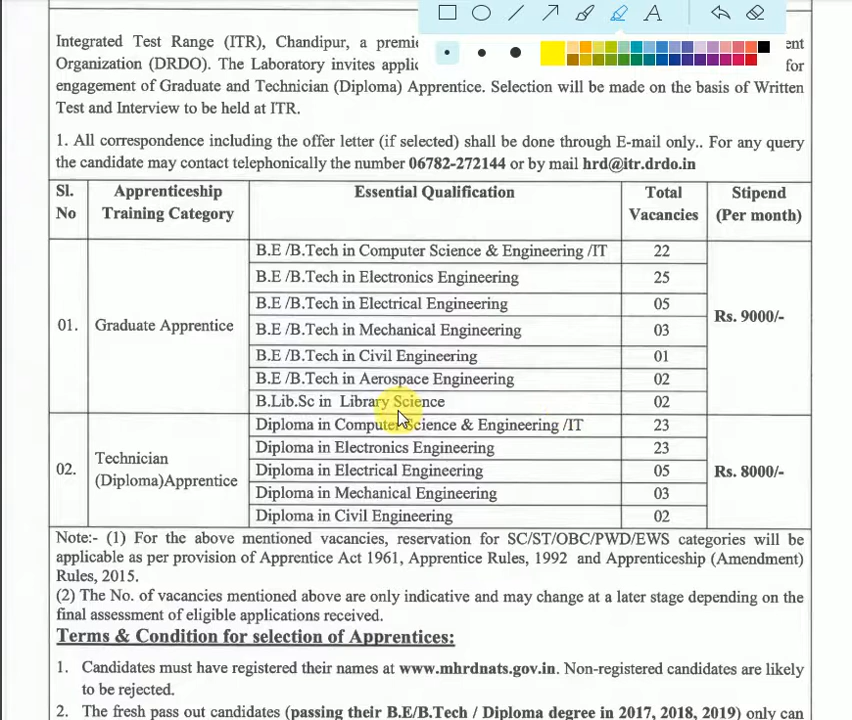 Integrated Test Range (ITR), Chandipur, a premie ent
Organization (DRDO). The Laboratory invites applic for
engagement of Graduate and Technician (Diploma) Apprentice. Selection will be made on the basis of Written
Test and Interview to be held at ITR.
1. All correspondence including the offer letter (if selected) shall be done through E-mail only.. For any query
the candidate may contact telephonically the number 06782-272144 or by mail hrd@itr.drdo.in
Sl. No Apprenticeship Training Category Essential Qualification Total Vacancies Stipend (Per month)
01. Graduate Apprentice
B.E /B.Tech in Computer Science & Engineering /IT 22
B.E /B.Tech in Electronics Engineering 25
B.E /B.Tech in Electrical Engineering 05
B.E /B.Tech in Mechanical Engineering 03
B.E /B.Tech in Civil Engineering 01
B.E /B.Tech in Aerospace Engineering 02
B.Lib.Sc in Library Science 02
Rs. 9000/-
02. Technician (Diploma)Apprentice
Diploma in Computer Science & Engineering /IT 23
Diploma in Electronics Engineering 23
Diploma in Electrical Engineering 05
Diploma in Mechanical Engineering 03
Diploma in Civil Engineering 02
Rs. 8000/-
Note:- (1) For the above mentioned vacancies, reservation for SC/ST/OBC/PWD/EWS categories will be
applicable as per provision of Apprentice Act 1961, Apprentice Rules, 1992 and Apprenticeship (Amendment)
Rules, 2015.
(2) The No. of vacancies mentioned above are only indicative and may change at a later stage depending on the
final assessment of eligible applications received.
Terms & Condition for selection of Apprentices:
1. Candidates must have registered their names at www.mhrdnats.gov.in. Non-registered candidates are likely
to be rejected.
2. The fresh pass out candidates (passing their B.E/B.Tech / Diploma degree in 2017, 2018, 2019) only can